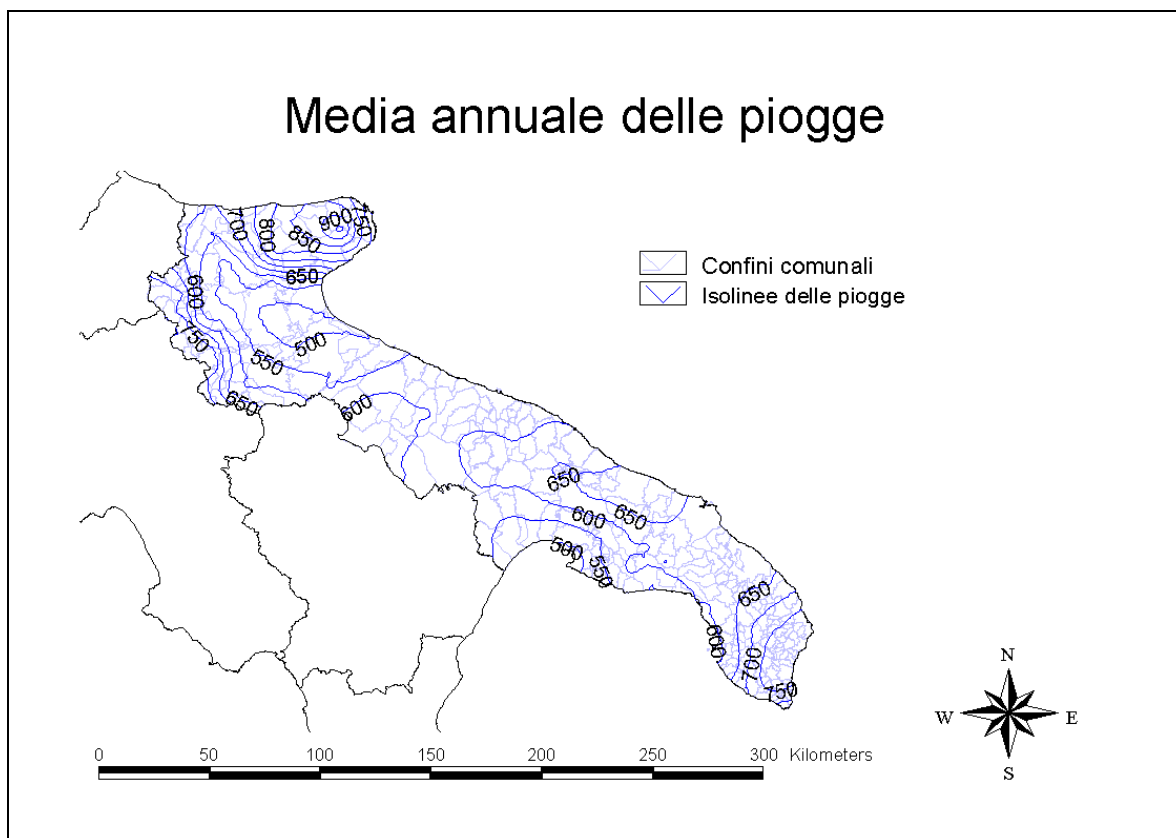 Media annuale delle piogge
700
800
900
750
850
650
600
750
500
550
650
600
Confini comunali
Isolinee delle piogge
650
600
650
500
550
650
600
700
750
N
W
E
S
0 50 100 150 200 250 300 Kilometers